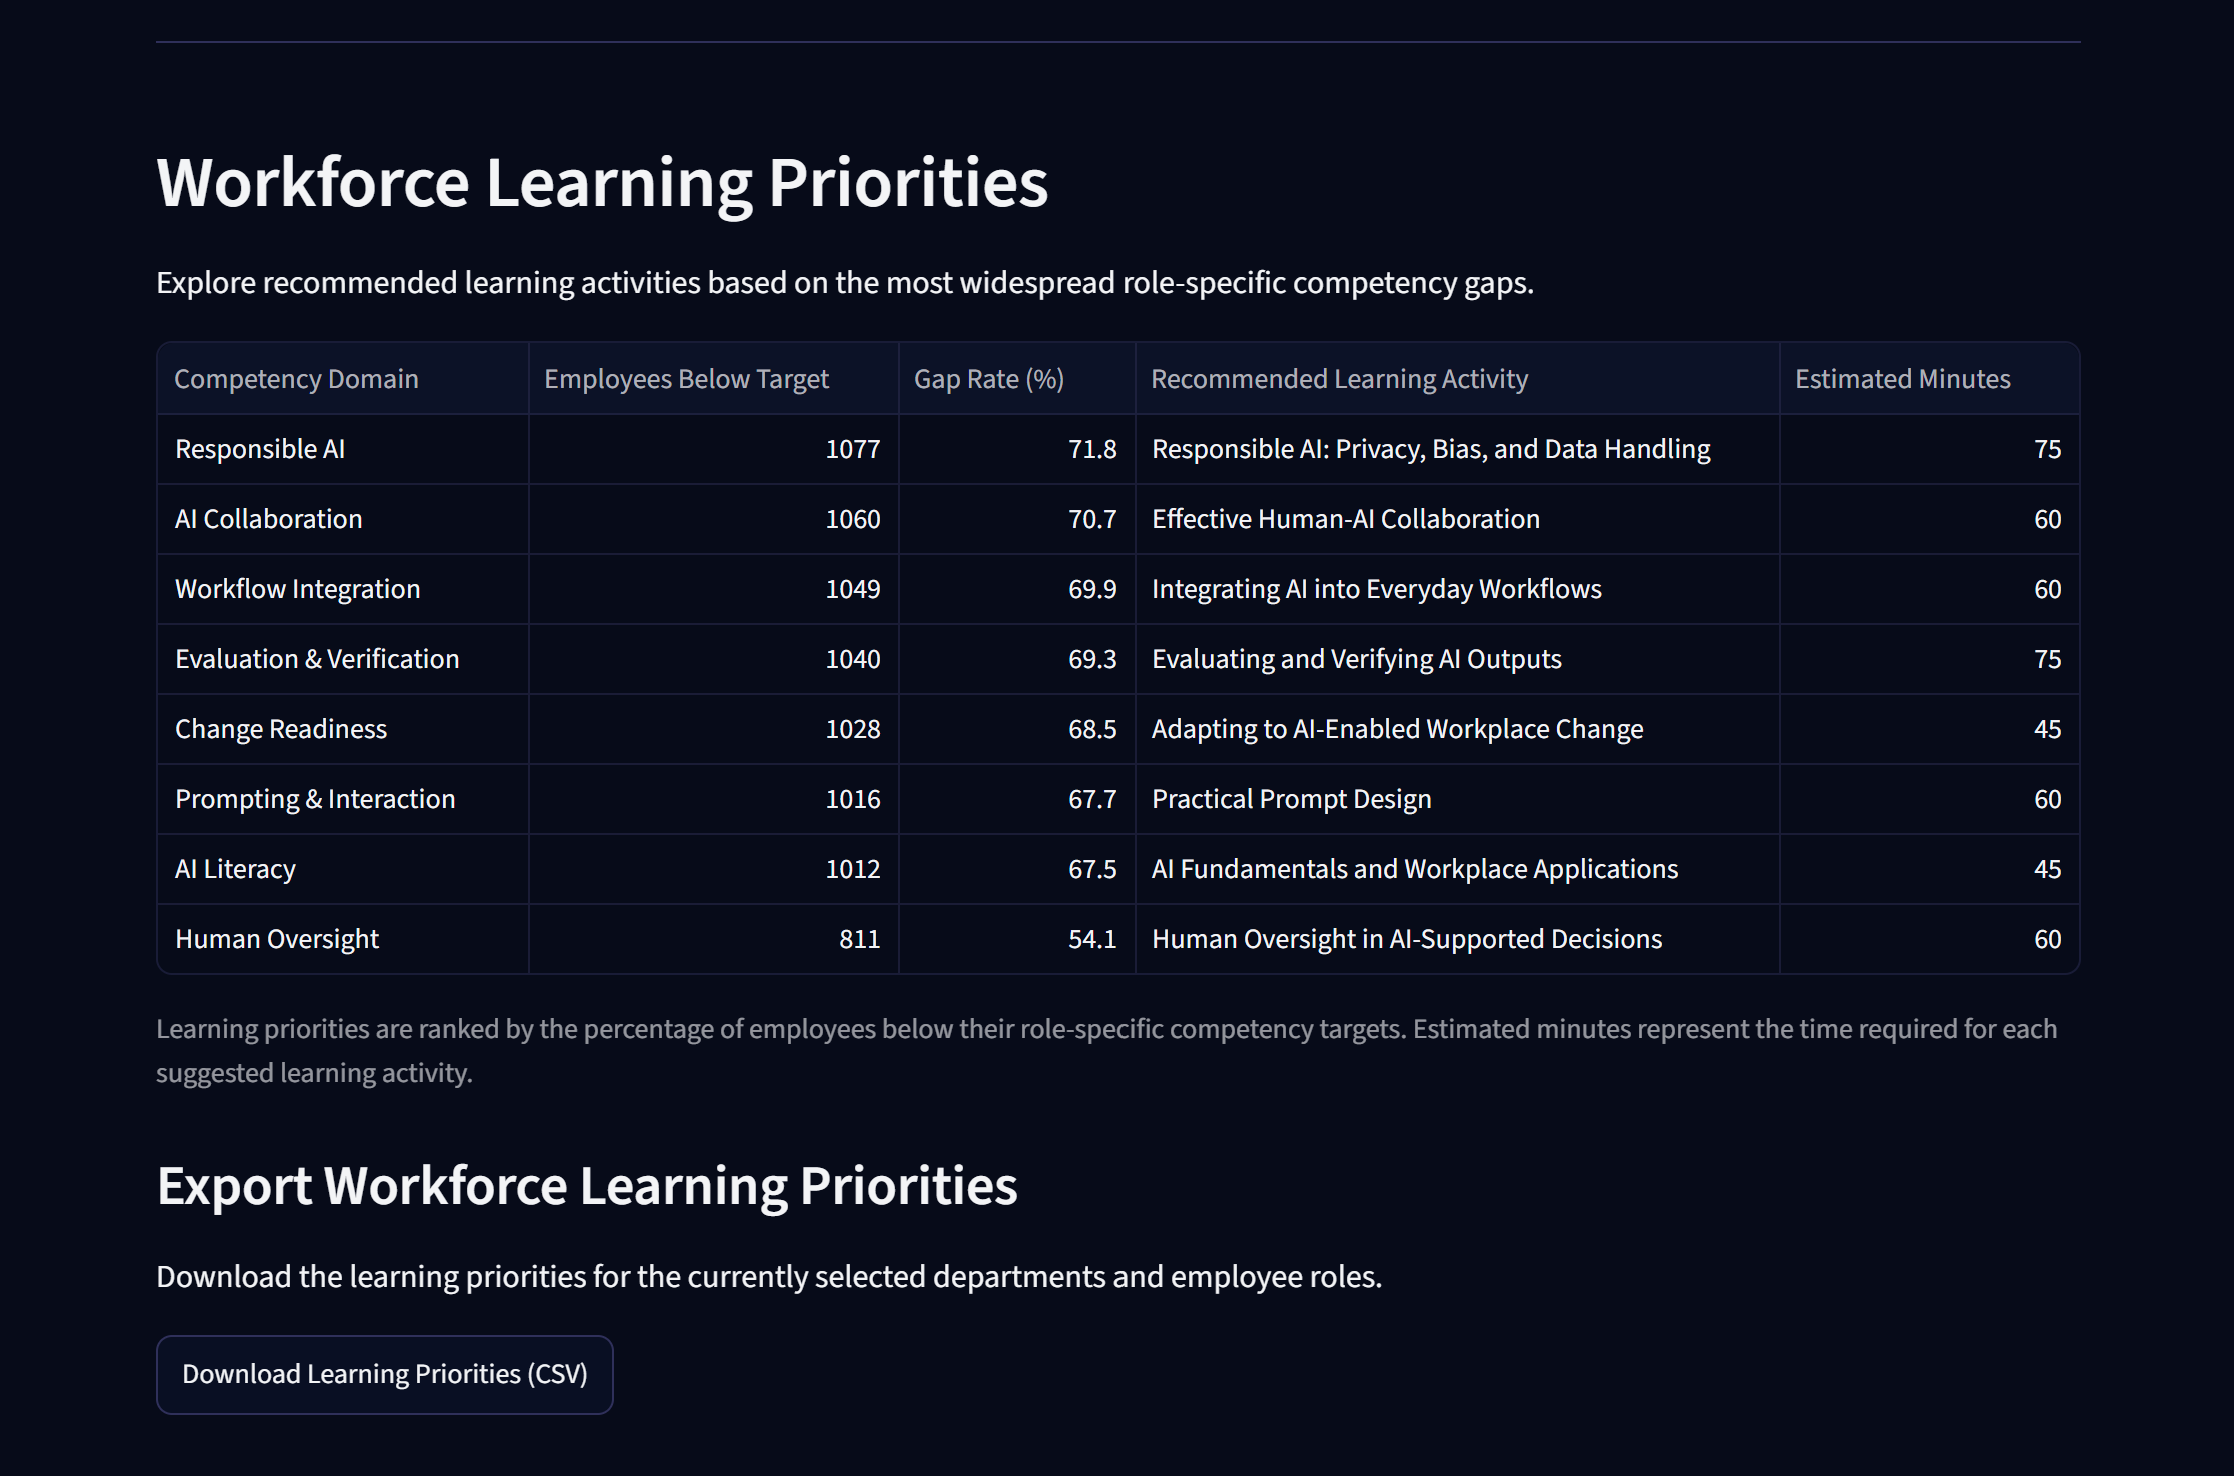 Workforce Learning Priorities
Explore recommended learning activities based on the most widespread role-specific competency gaps.
Competency Domain Employees Below Target Gap Rate (%) Recommended Learning Activity Estimated Minutes
Responsible AI 1077 71.8 Responsible AI: Privacy, Bias, and Data Handling 75
AI Collaboration 1060 70.7 Effective Human-AI Collaboration 60
Workflow Integration 1049 69.9 Integrating AI into Everyday Workflows 60
Evaluation & Verification 1040 69.3 Evaluating and Verifying AI Outputs 75
Change Readiness 1028 68.5 Adapting to AI-Enabled Workplace Change 45
Prompting & Interaction 1016 67.7 Practical Prompt Design 60
AI Literacy 1012 67.5 AI Fundamentals and Workplace Applications 45
Human Oversight 811 54.1 Human Oversight in AI-Supported Decisions 60
Learning priorities are ranked by the percentage of employees below their role-specific competency targets. Estimated minutes represent the time required for each
suggested learning activity.
Export Workforce Learning Priorities
Download the learning priorities for the currently selected departments and employee roles.
Download Learning Priorities (CSV)